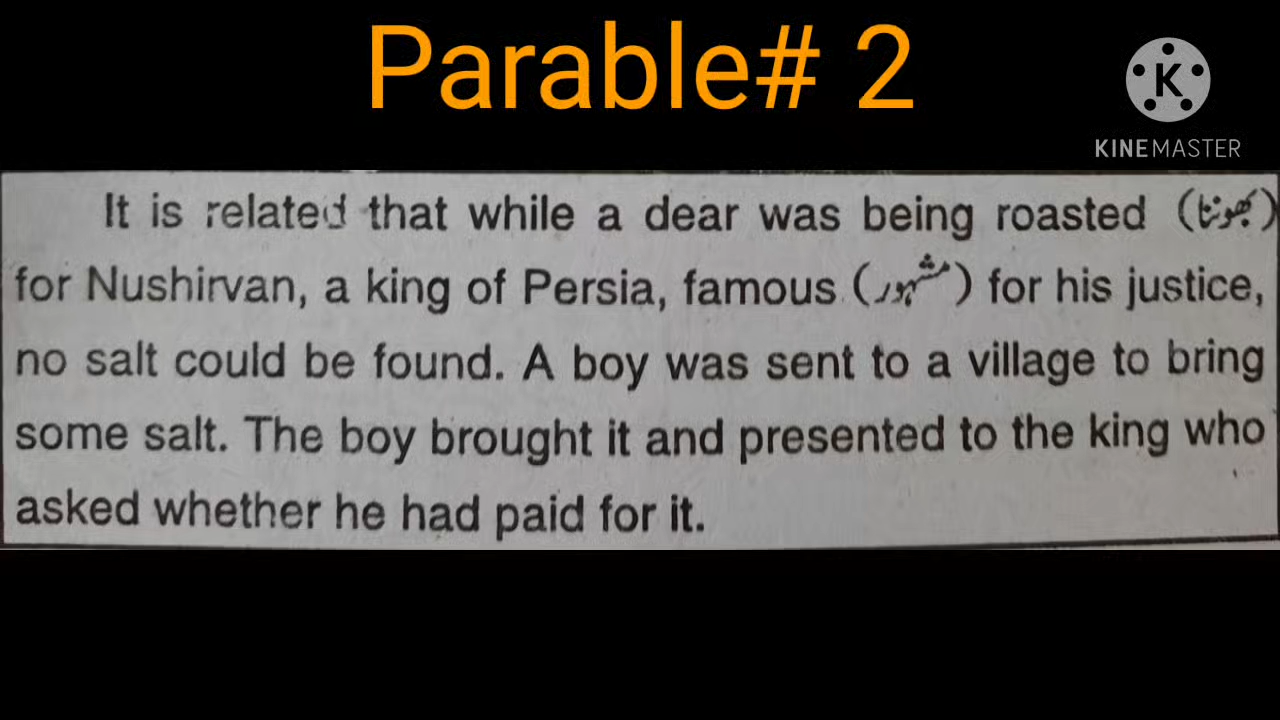 Parable# 2
K
KINEMASTER
It is related that while a dear was being roasted (بھوننا)
for Nushirvan, a king of Persia, famous (مشہور) for his justice,
no salt could be found. A boy was sent to a village to bring
some salt. The boy brought it and presented to the king who
asked whether he had paid for it.